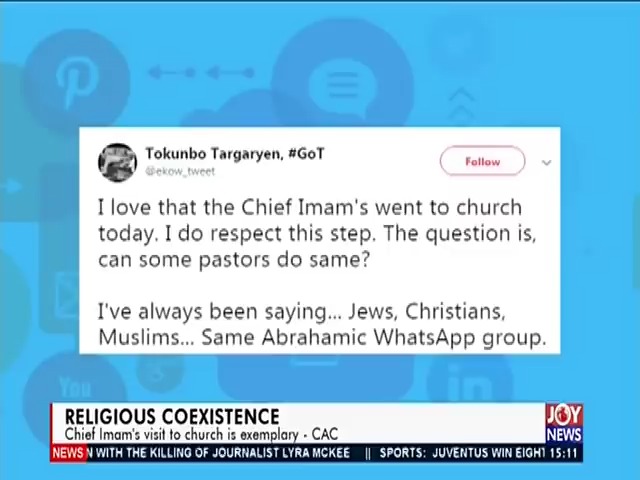 Tokunbo Targaryen, #GoT
@ekow_tweet
Follow
I love that the Chief Imam's went to church
today. I do respect this step. The question is,
can some pastors do same?
I've always been saying... Jews, Christians,
Muslims... Same Abrahamic WhatsApp group.
You
in
RELIGIOUS COEXISTENCE
Chief Imam's visit to church is exemplary - CAC
JOY
NEWS
NEWS N WITH THE KILLING OF JOURNALIST LYRA MCKEE || SPORTS: JUVENTUS WIN EIGHT 15:11